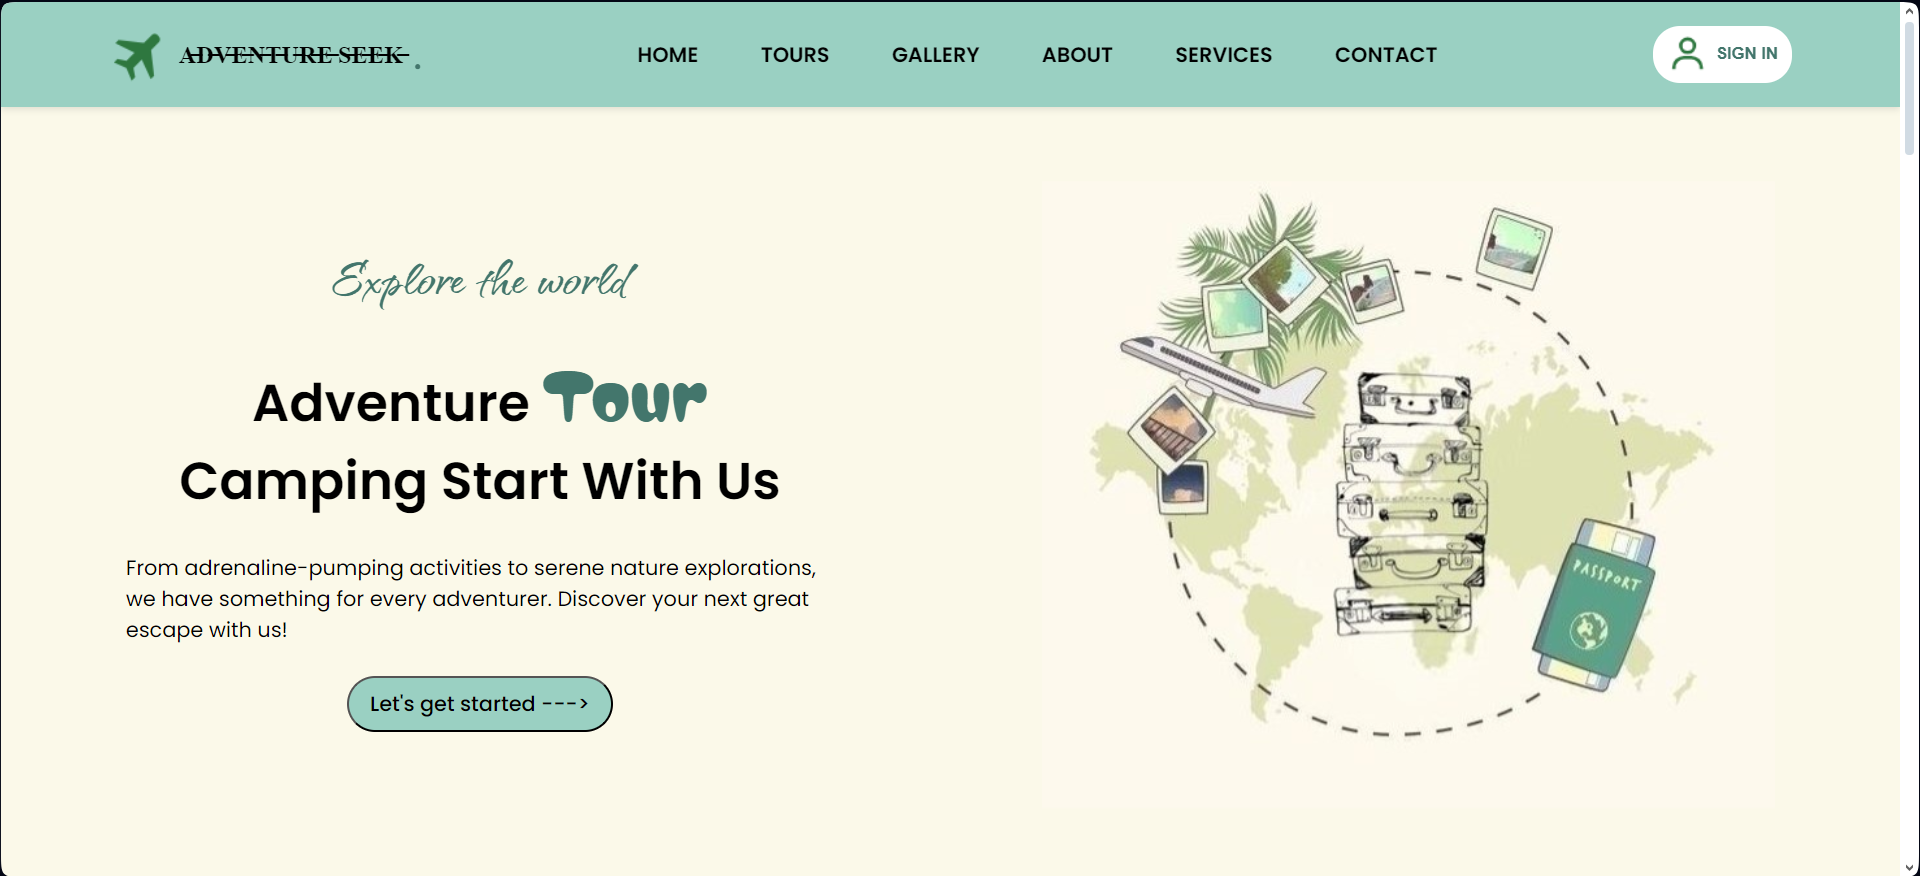 ADVENTURE SEEK .
HOME TOURS GALLERY ABOUT SERVICES CONTACT
SIGN IN
Explore the world
Adventure Tour
Camping Start With Us
From adrenaline-pumping activities to serene nature explorations,
we have something for every adventurer. Discover your next great
escape with us!
Let's get started --->
PASSPORT